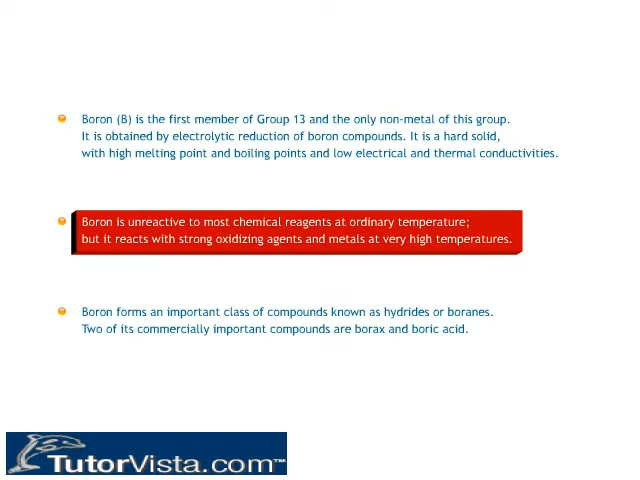 Boron (B) is the first member of Group 13 and the only non-metal of this group.
It is obtained by electrolytic reduction of boron compounds. It is a hard solid,
with high melting point and boiling points and low electrical and thermal conductivities.
Boron is unreactive to most chemical reagents at ordinary temperature;
but it reacts with strong oxidizing agents and metals at very high temperatures.
Boron forms an important class of compounds known as hydrides or boranes.
Two of its commercially important compounds are borax and boric acid.
TutorVista.com™